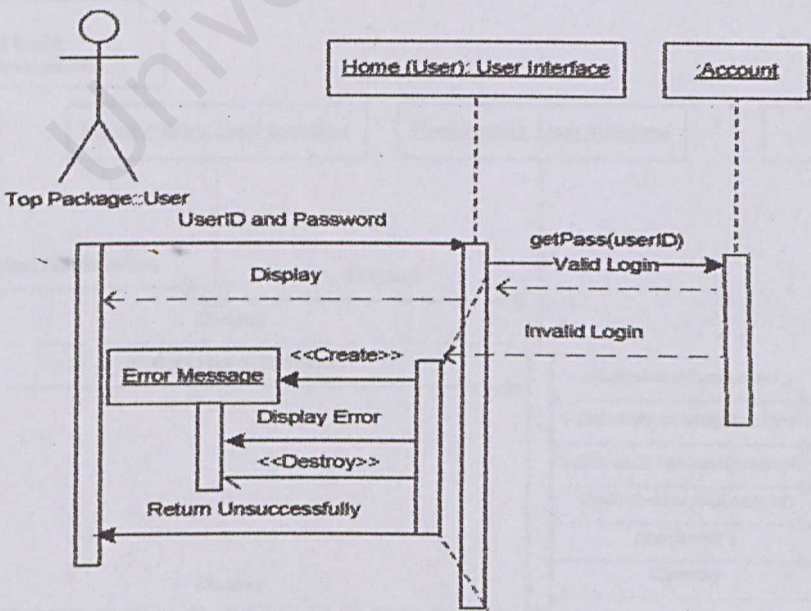 Univer
Home (User): User Interface
:Account
Top Package::User
UserID and Password
getPass(userID)
Valid Login
Display
Invalid Login
<<Create>>
Error Message
Display Error
<<Destroy>>
Return Unsuccessfully